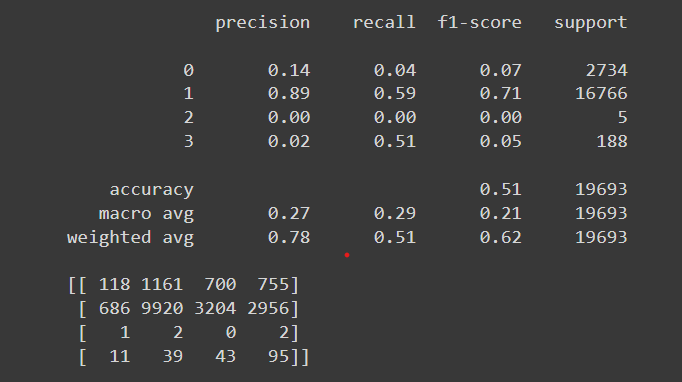 precision recall f1-score support
0 0.14 0.04 0.07 2734
1 0.89 0.59 0.71 16766
2 0.00 0.00 0.00 5
3 0.02 0.51 0.05 188
accuracy 0.51 19693
macro avg 0.27 0.29 0.21 19693
weighted avg 0.78 0.51 0.62 19693
[[ 118 1161 700 755]
[ 686 9920 3204 2956]
[ 1 2 0 2]
[ 11 39 43 95]]